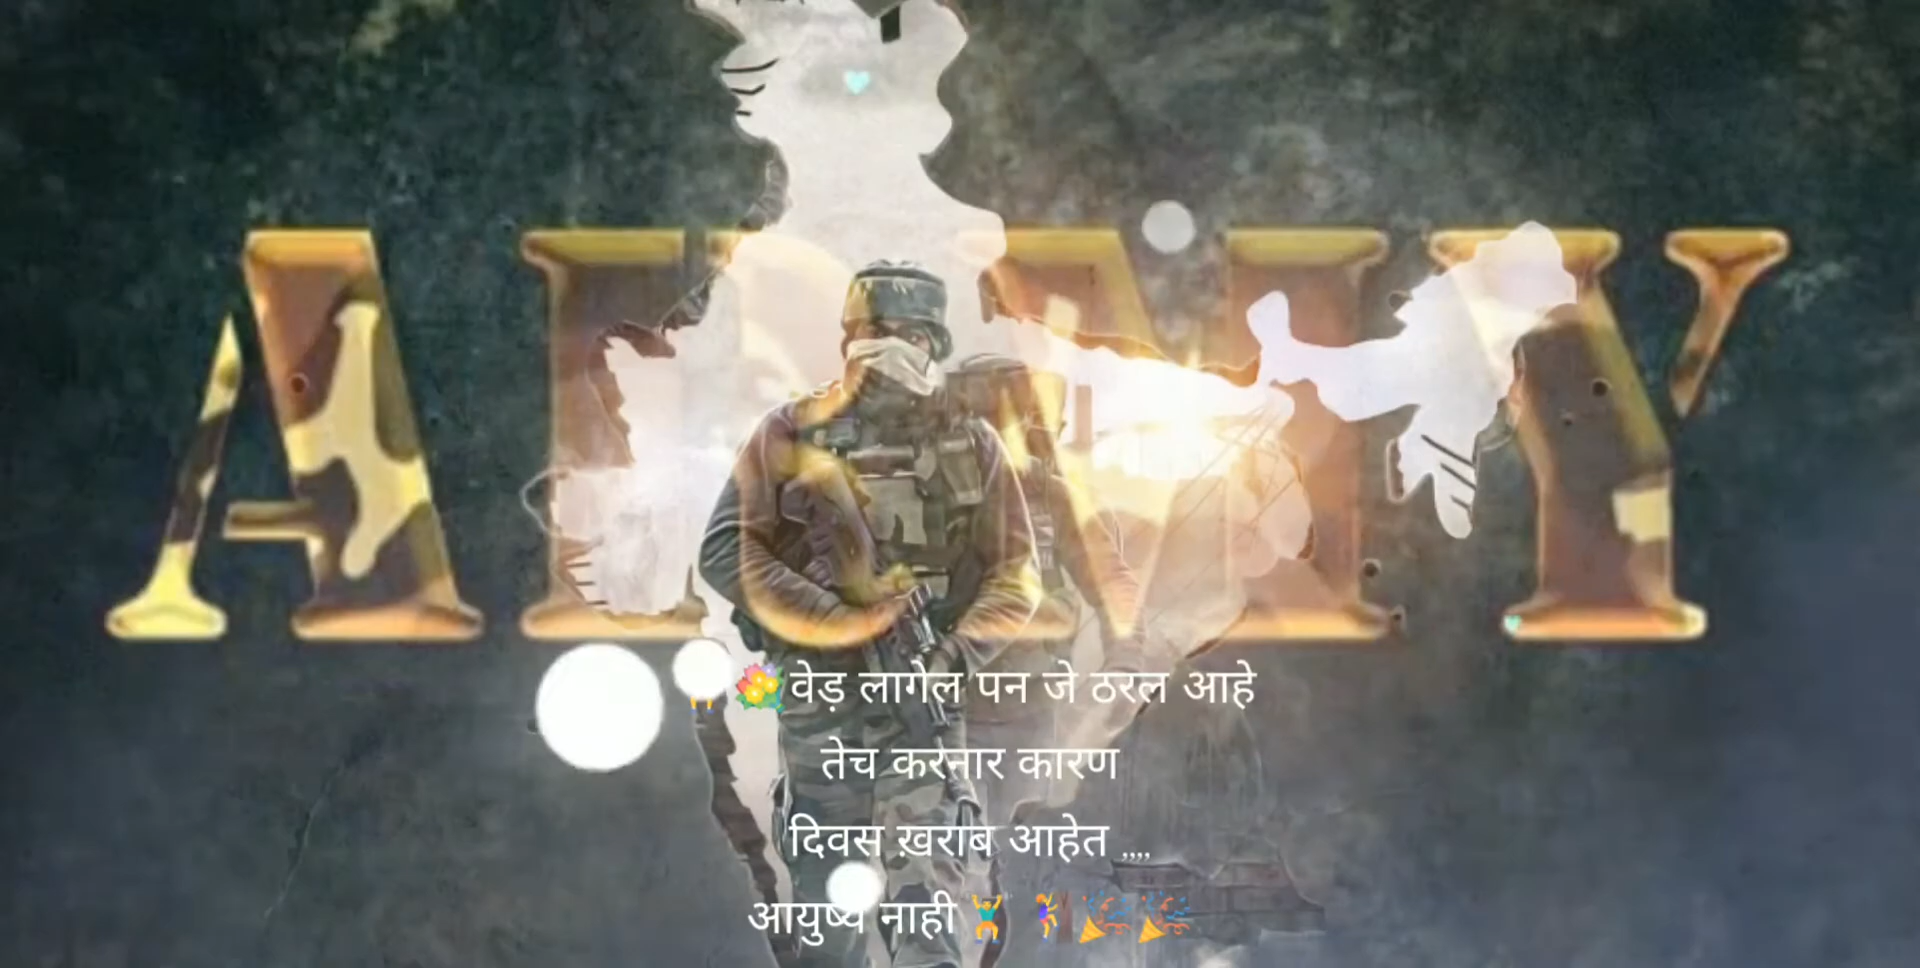 ARMY
💐वेड़ लागेल पन जे ठरल आहे
तेच करनार कारण
दिवस ख़राब आहेत ,,,,
आयुष्य नाही